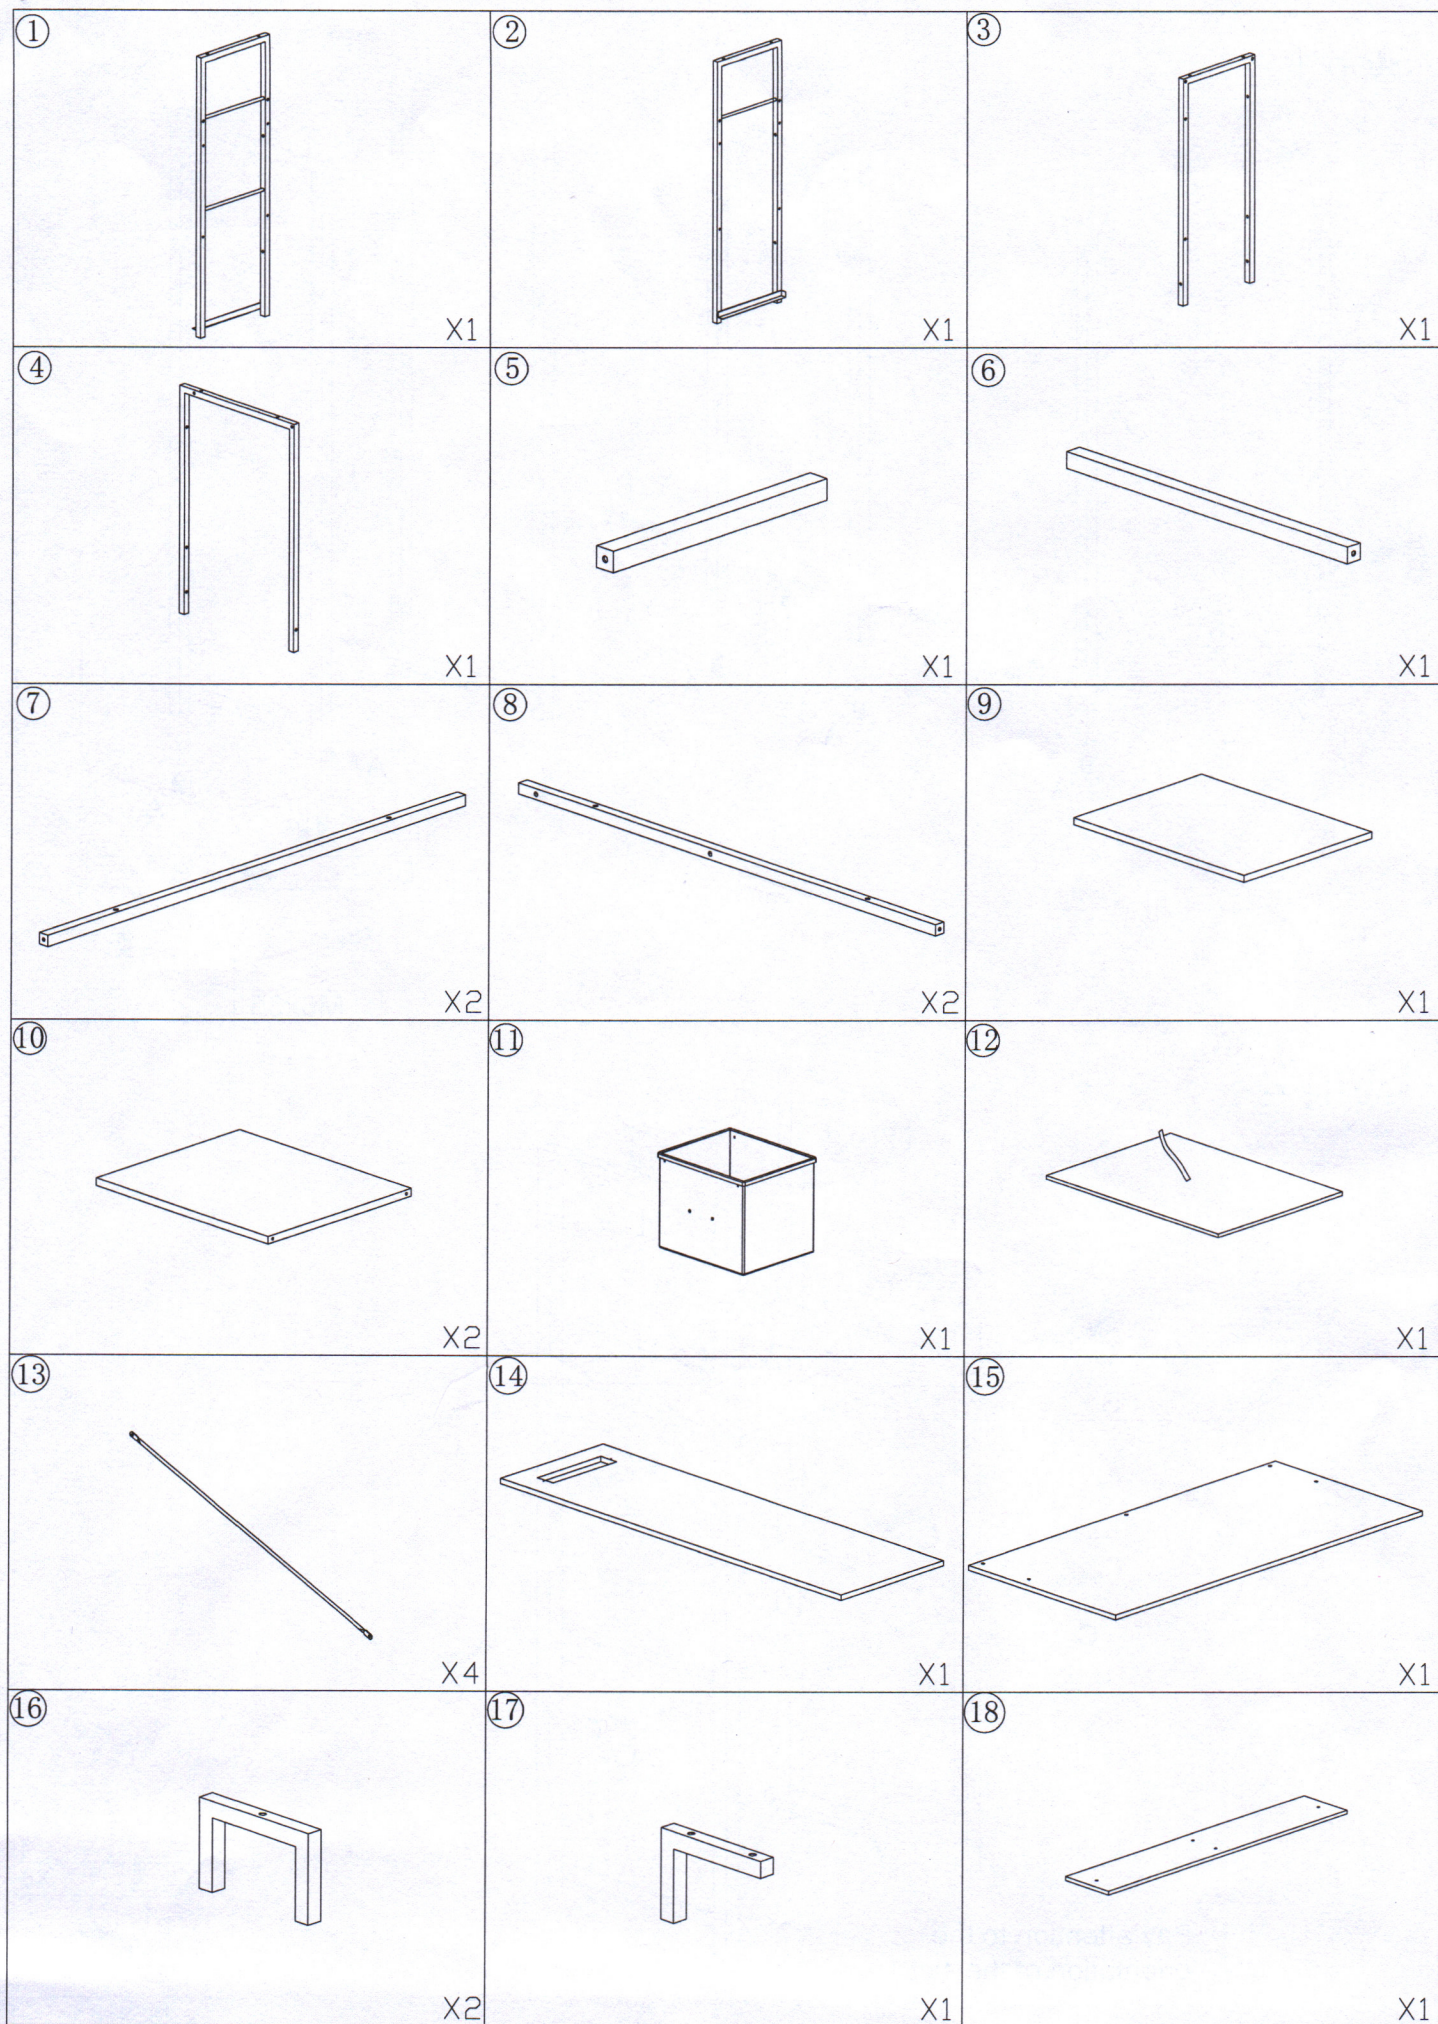 ① ② ③
X1 X1 X1
④ ⑤ ⑥
X1 X1 X1
⑦ ⑧ ⑨
X2 X2 X1
⑩ ⑪ ⑫
X2 X1 X1
⑬ ⑭ ⑮
X4 X1 X1
⑯ ⑰ ⑱
X2 X1 X1